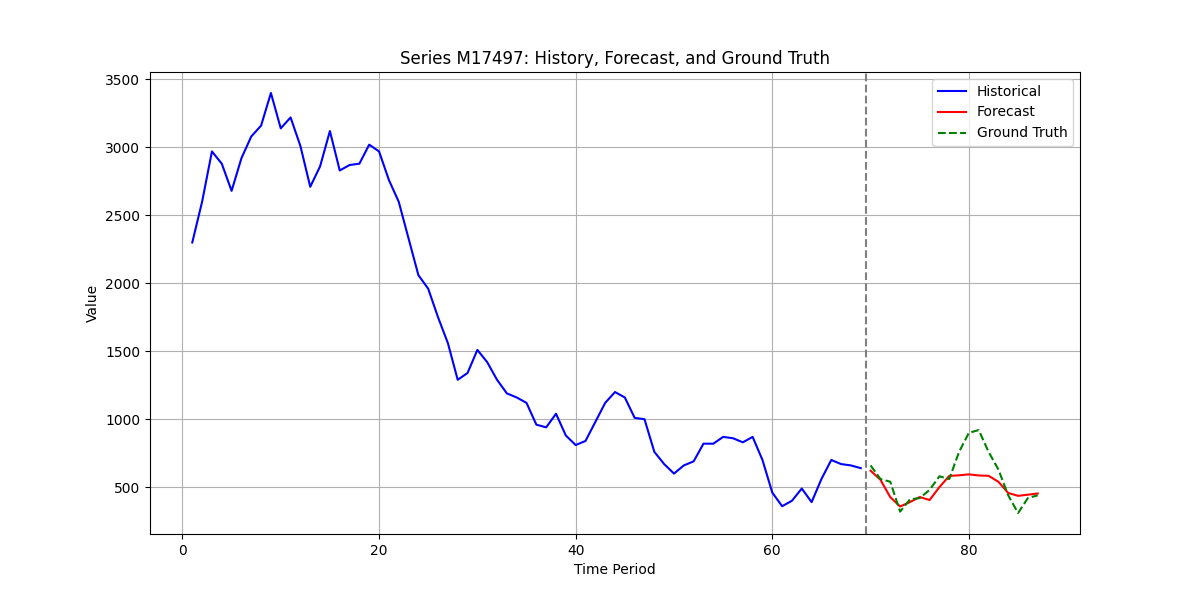 Series M17497: History, Forecast, and Ground Truth
Historical
Forecast
Ground Truth
Value
3500
3000
2500
2000
1500
1000
500
0 20 40 60 80
Time Period